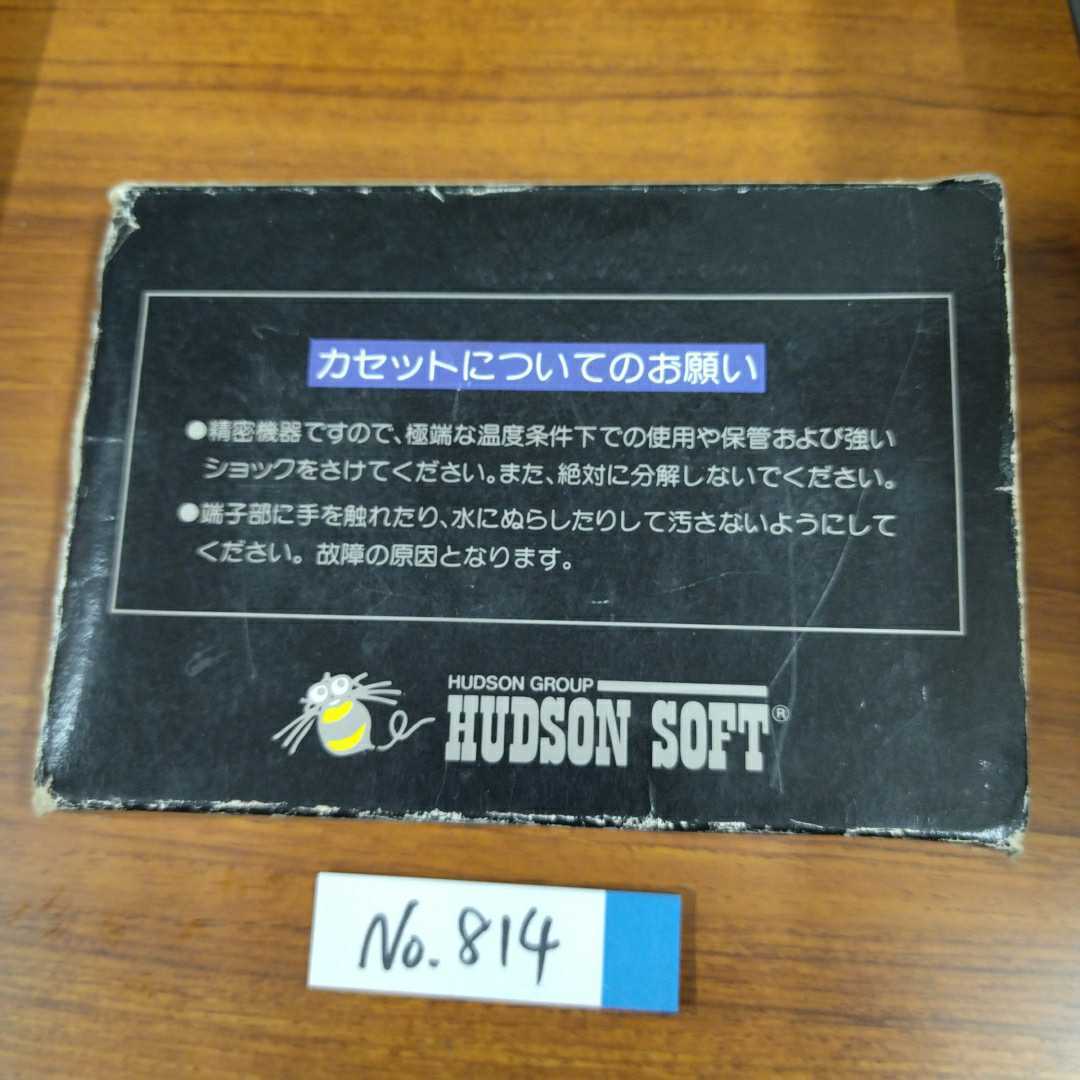 カセットについてのお願い
●精密機器ですので、極端な温度条件下での使用や保管および強い
ショックをさけてください。また、絶対に分解しないでください。
●端子部に手を触れたり、水にぬらしたりして汚さないようにして
ください。故障の原因となります。
HUDSON GROUP
HUDSON SOFT®
No.814